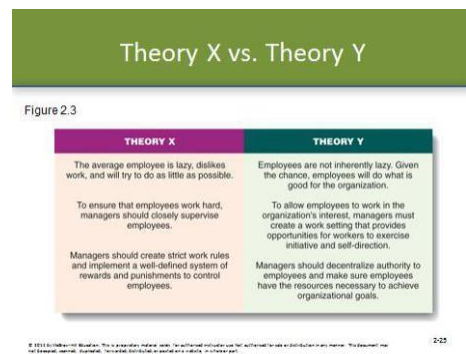 Theory X vs. Theory Y
Figure 2.3
THEORY X
The average employee is lazy, dislikes
work, and will try to do as little as possible.
To ensure that employees work hard,
managers should closely supervise
employees.
Managers should create strict work rules
and implement a well-defined system of
rewards and punishments to control
employees.
THEORY Y
Employees are not inherently lazy. Given
the chance, employees will do what is
good for the organization.
To allow employees to work in the
organization's interest, managers must
create a work setting that provides
opportunities for workers to exercise
initiative and self-direction.
Managers should decentralize authority to
employees and make sure employees
have the resources necessary to achieve
organizational goals.
2-25